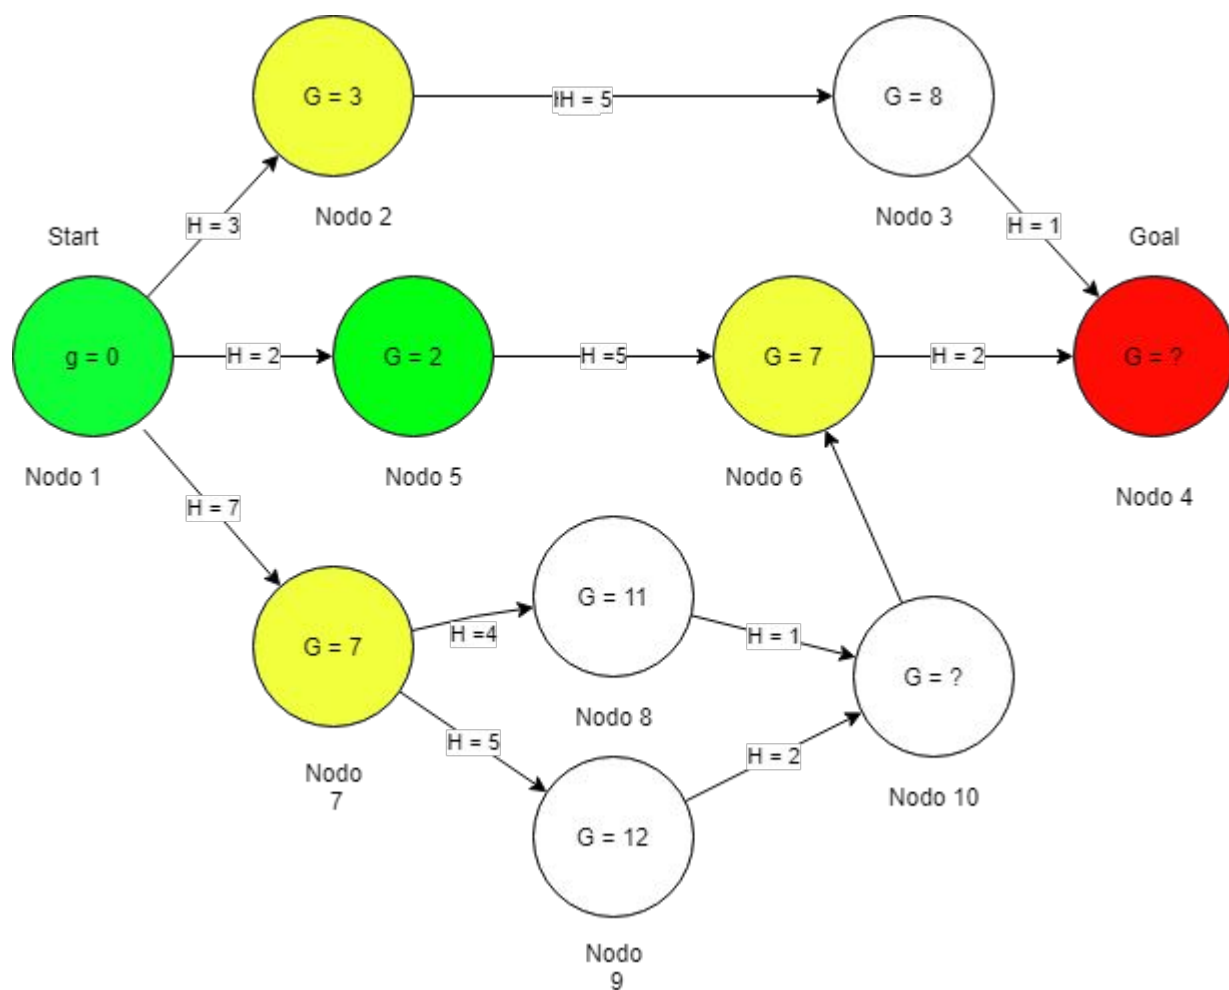 G = 3
H = 5
G = 8
Nodo 2
Nodo 3
H = 3
H = 1
Start
Goal
g = 0
H = 2
G = 2
H =5
G = 7
H = 2
G = ?
Nodo 1
Nodo 5
Nodo 6
Nodo 4
H = 7
G = 7
H =4
G = 11
H = 1
G = ?
Nodo 8
H = 5
H = 2
Nodo
7
Nodo 10
G = 12
Nodo
9